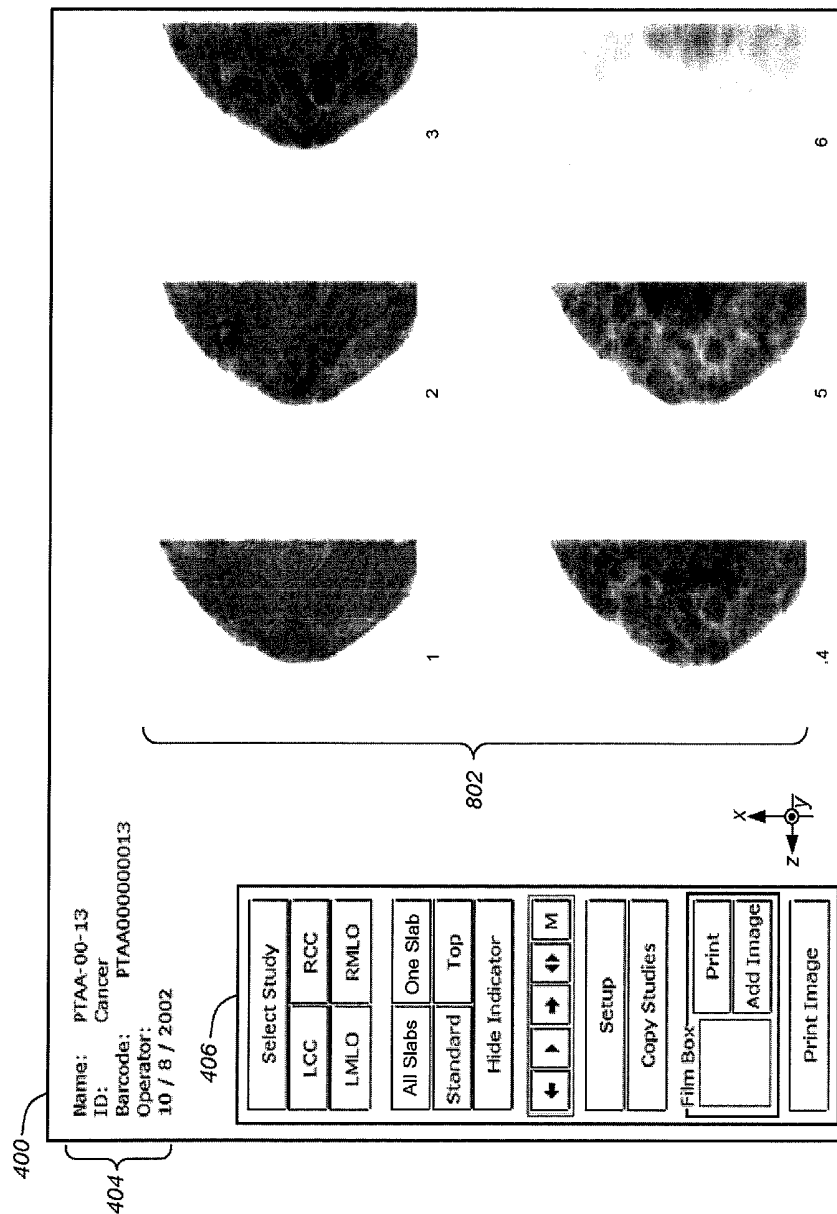 400
404
Name: PTAA-00-13
ID: Cancer
Barcode: PTAA000000013
Operator:
10 / 8 / 2002
406
Select Study
LCC RCC
LMLO RMLO
All Slabs One Slab
Standard Top
Hide Indicator
M
Setup
Copy Studies
Film Box
Print
Add Image
Print Image
802
x
z
y
1
2
3
4
5
6